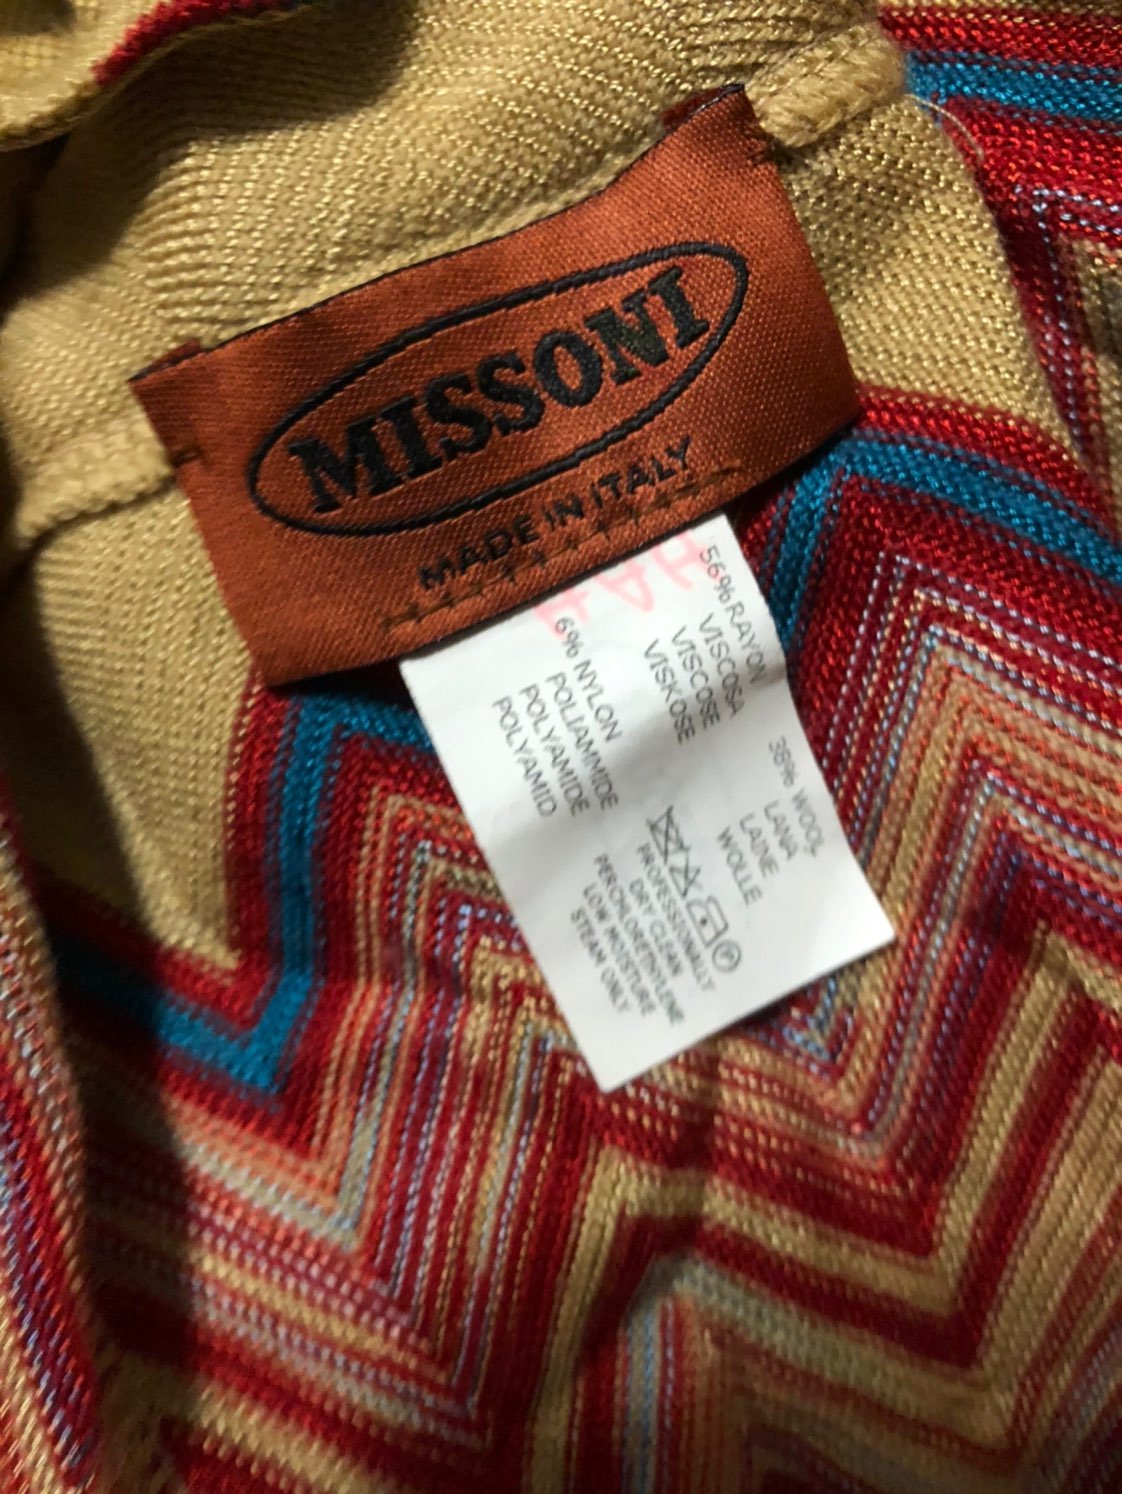 MISSONI
MADE IN ITALY
56% RAYON
VISCOSA
VISCOSE
VISKOSE
38% WOOL
LANA
LAINE
WOLLE
6% NYLON
POLIAMMIDE
POLYAMIDE
POLYAMID
PROFESSIONALLY
DRY CLEAN
PERCHLORETHYLENE
LOW MOISTURE
STEAM ONLY